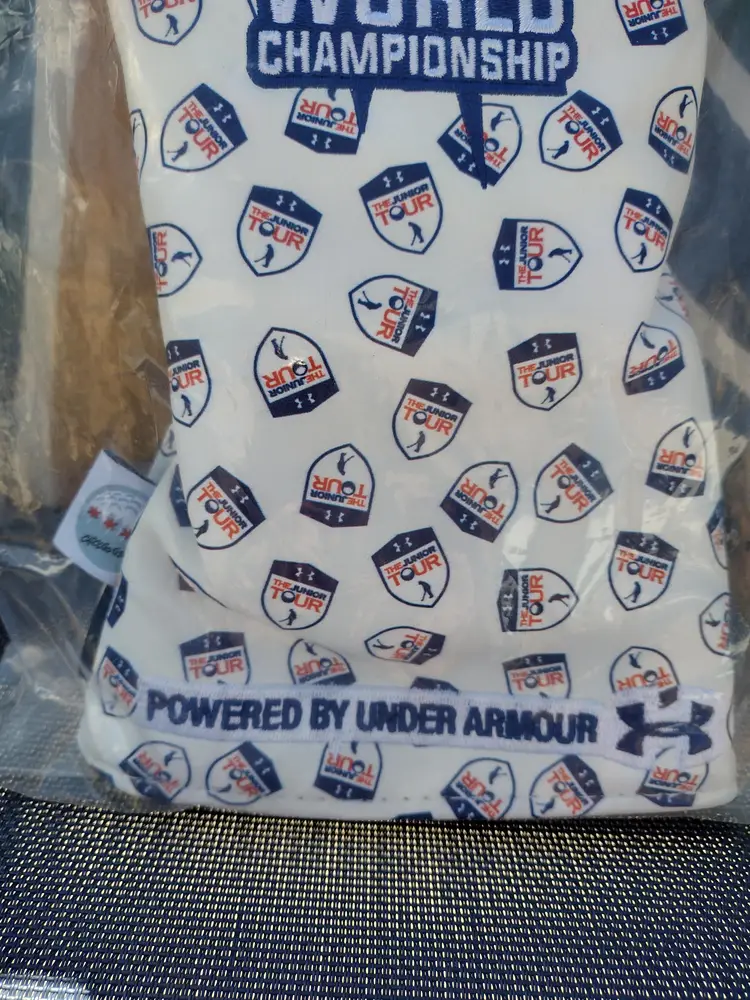 WORLD
CHAMPIONSHIP
THE JUNIOR
TOUR
POWERED BY UNDER ARMOUR